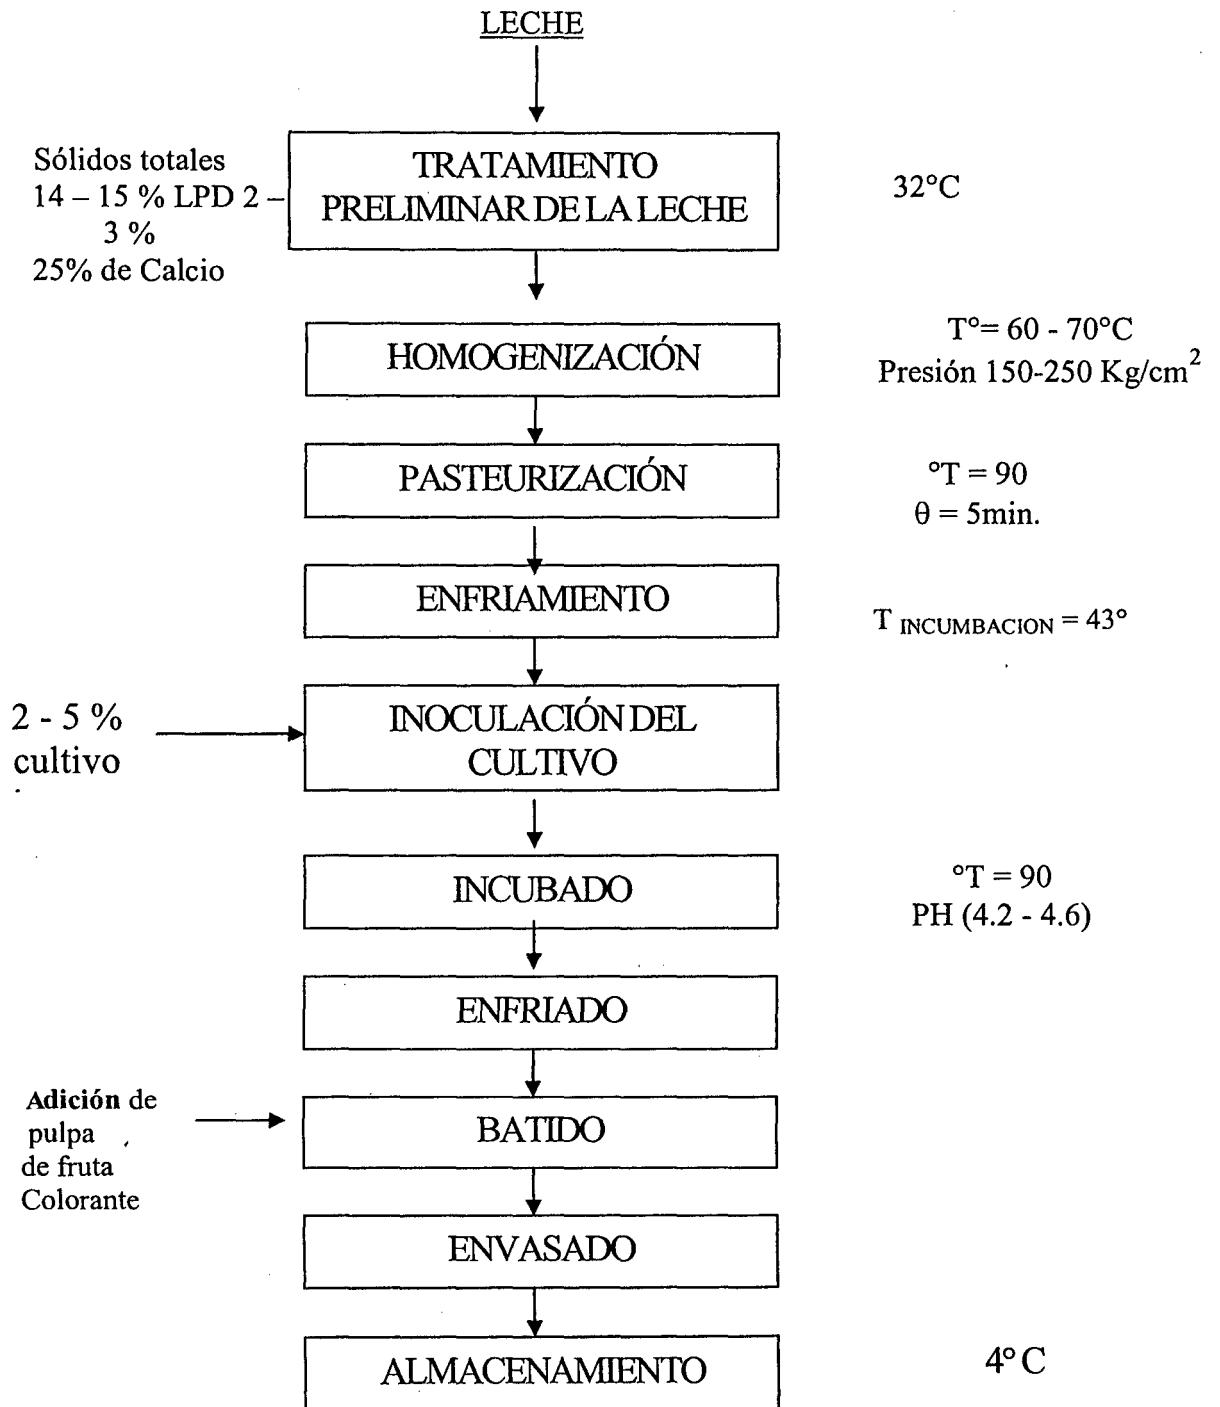 LECHE
Sólidos totales
14 – 15 % LPD 2 –
3 %
25% de Calcio
TRATAMIENTO
PRELIMINAR DE LA LECHE
32°C
HOMOGENIZACIÓN
T°= 60 - 70°C
Presión 150-250 Kg/cm²
PASTEURIZACIÓN
°T = 90
θ = 5min.
ENFRIAMIENTO
T INCUMBACION = 43°
2 - 5 %
cultivo
INOCULACIÓN DEL
CULTIVO
INCUBADO
°T = 90
PH (4.2 - 4.6)
ENFRIADO
Adición de
pulpa
de fruta
Colorante
BATIDO
ENVASADO
ALMACENAMIENTO
4°C